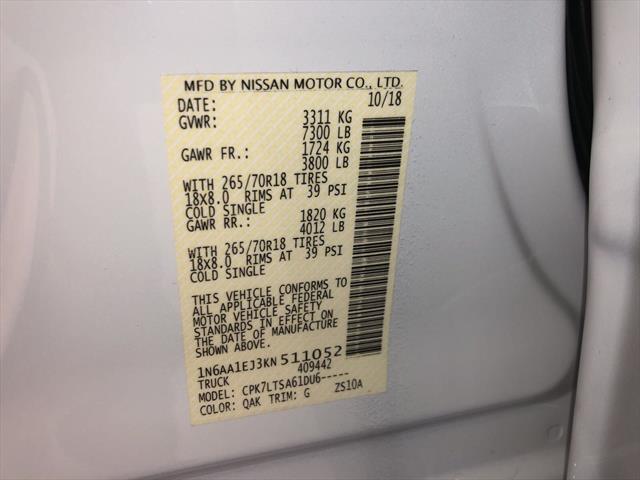 MFD BY NISSAN MOTOR CO., LTD.
DATE: 10/18
GVWR: 3311 KG
7300 LB
GAWR FR.: 1724 KG
3800 LB
WITH 265/70R18 TIRES
18X8.0 RIMS AT 39 PSI
COLD SINGLE
GAWR RR.: 1820 KG
4012 LB
WITH 265/70R18 TIRES
18X8.0 RIMS AT 39 PSI
COLD SINGLE
THIS VEHICLE CONFORMS TO
ALL APPLICABLE FEDERAL
MOTOR VEHICLE SAFETY
STANDARDS IN EFFECT ON
THE DATE OF MANUFACTURE
SHOWN ABOVE.
1N6AA1EJ3KN 511052
TRUCK 409442
MODEL: CPK7LTSA61DU6-----
COLOR: QAK TRIM: G ZS10A